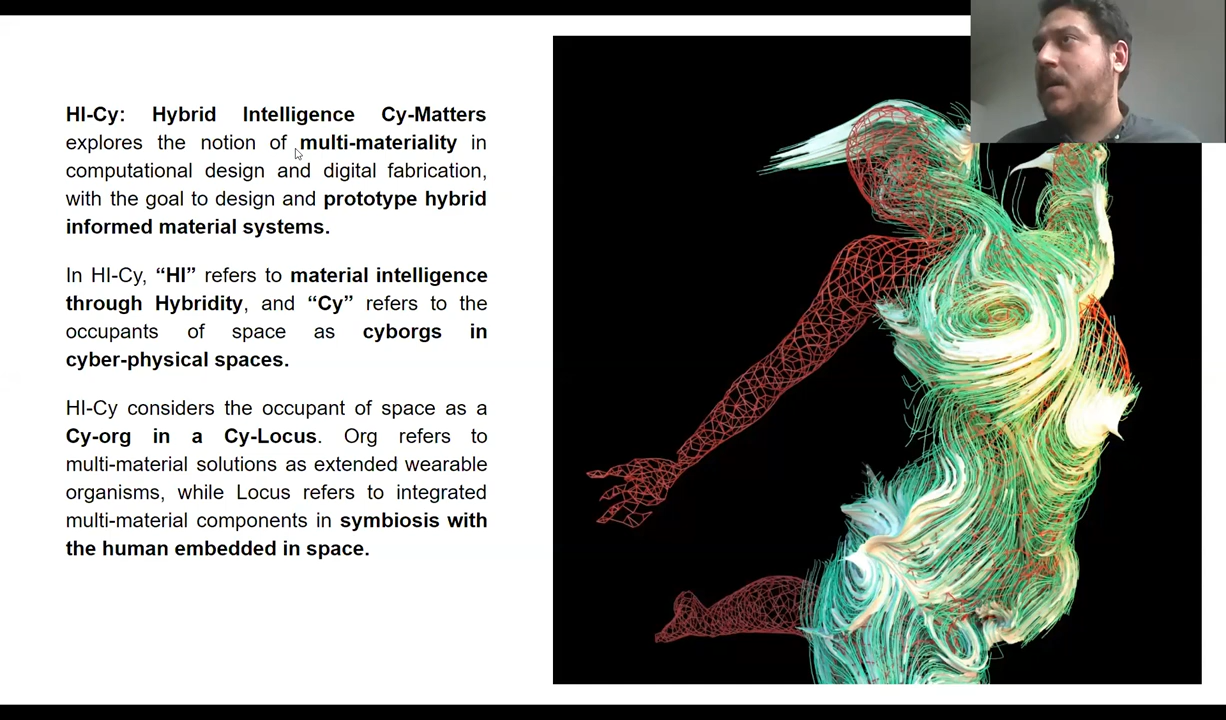 HI-Cy: Hybrid Intelligence Cy-Matters
explores the notion of multi-materiality in
computational design and digital fabrication,
with the goal to design and prototype hybrid
informed material systems.
In HI-Cy, “HI” refers to material intelligence
through Hybridity, and “Cy” refers to the
occupants of space as cyborgs in
cyber-physical spaces.
HI-Cy considers the occupant of space as a
Cy-org in a Cy-Locus. Org refers to
multi-material solutions as extended wearable
organisms, while Locus refers to integrated
multi-material components in symbiosis with
the human embedded in space.